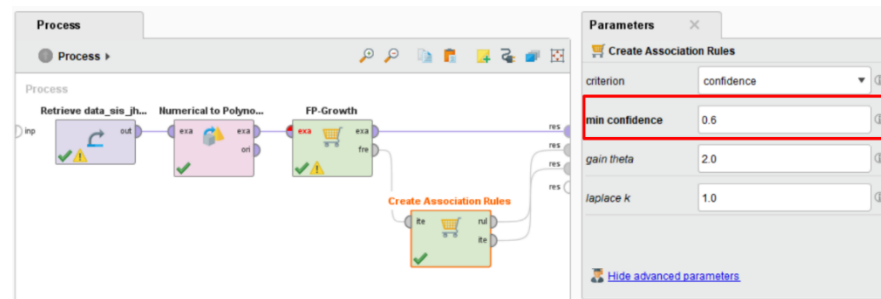 Process
Process
Process
Retrieve data_sis_jh...
Numerical to Polyno...
FP-Growth
inp
out
exa
exa
ori
exa
exa
fre
res
res
res
res
Create Association Rules
ite
rul
ite
Parameters
Create Association Rules
criterion
confidence
min confidence
0.6
gain theta
2.0
laplace k
1.0
Hide advanced parameters